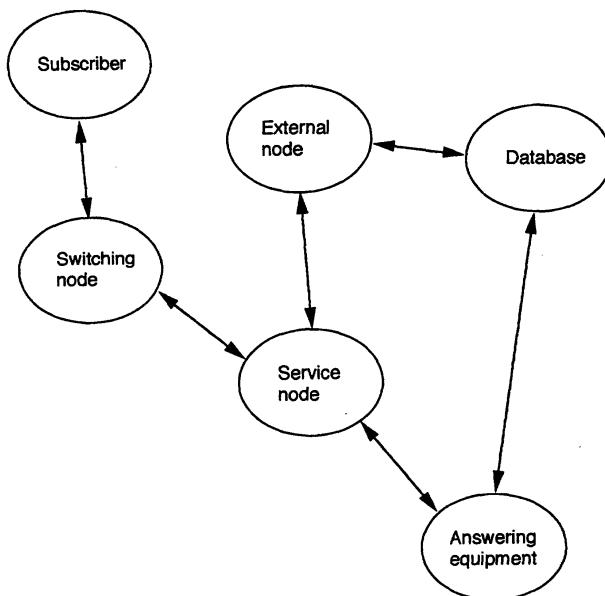 Subscriber
External
node
Database
Switching
node
Service
node
Answering
equipment